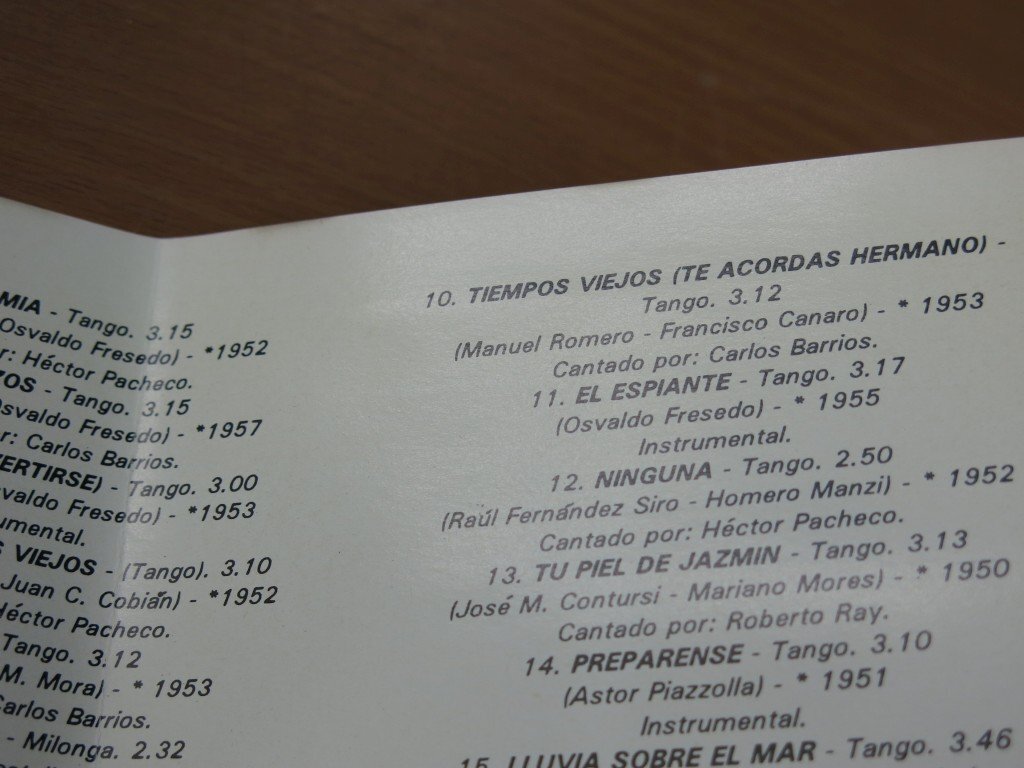 MIA - Tango. 3.15
Osvaldo Fresedo) - *1952
Héctor Pacheco.
- Tango. 3.15
Osvaldo Fresedo) - *1957
Carlos Barrios.
- Tango. 3.00
Fresedo) - *1953
VIEJOS - (Tango). 3.10
Juan C. Cobián) - *1952
Héctor Pacheco.
Tango. 3.12
M. Mora) - * 1953
Carlos Barrios.
- Milonga. 2.32
10. TIEMPOS VIEJOS (TE ACORDAS HERMANO) -
Tango. 3.12
(Manuel Romero - Francisco Canaro) - * 1953
Cantado por: Carlos Barrios.
11. EL ESPIANTE - Tango. 3.17
(Osvaldo Fresedo) - * 1955
Instrumental.
12. NINGUNA - Tango. 2.50
(Raúl Fernández Siro - Homero Manzi) - * 1952
Cantado por: Héctor Pacheco.
13. TU PIEL DE JAZMIN - Tango. 3.13
(José M. Contursi - Mariano Mores) - * 1950
Cantado por: Roberto Ray.
14. PREPARENSE - Tango. 3.10
(Astor Piazzolla) - * 1951
Instrumental.
15. LLUVIA SOBRE EL MAR - Tango. 3.46